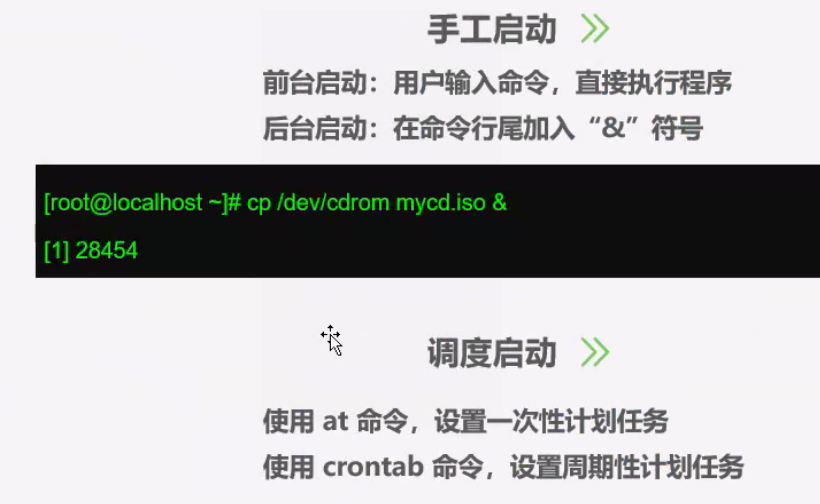 手工启动
前台启动：用户输入命令，直接执行程序
后台启动：在命令行尾加入“&”符号
[root@localhost ~]# cp /dev/cdrom mycd.iso &
[1] 28454
调度启动
使用 at 命令，设置一次性计划任务
使用 crontab 命令，设置周期性计划任务